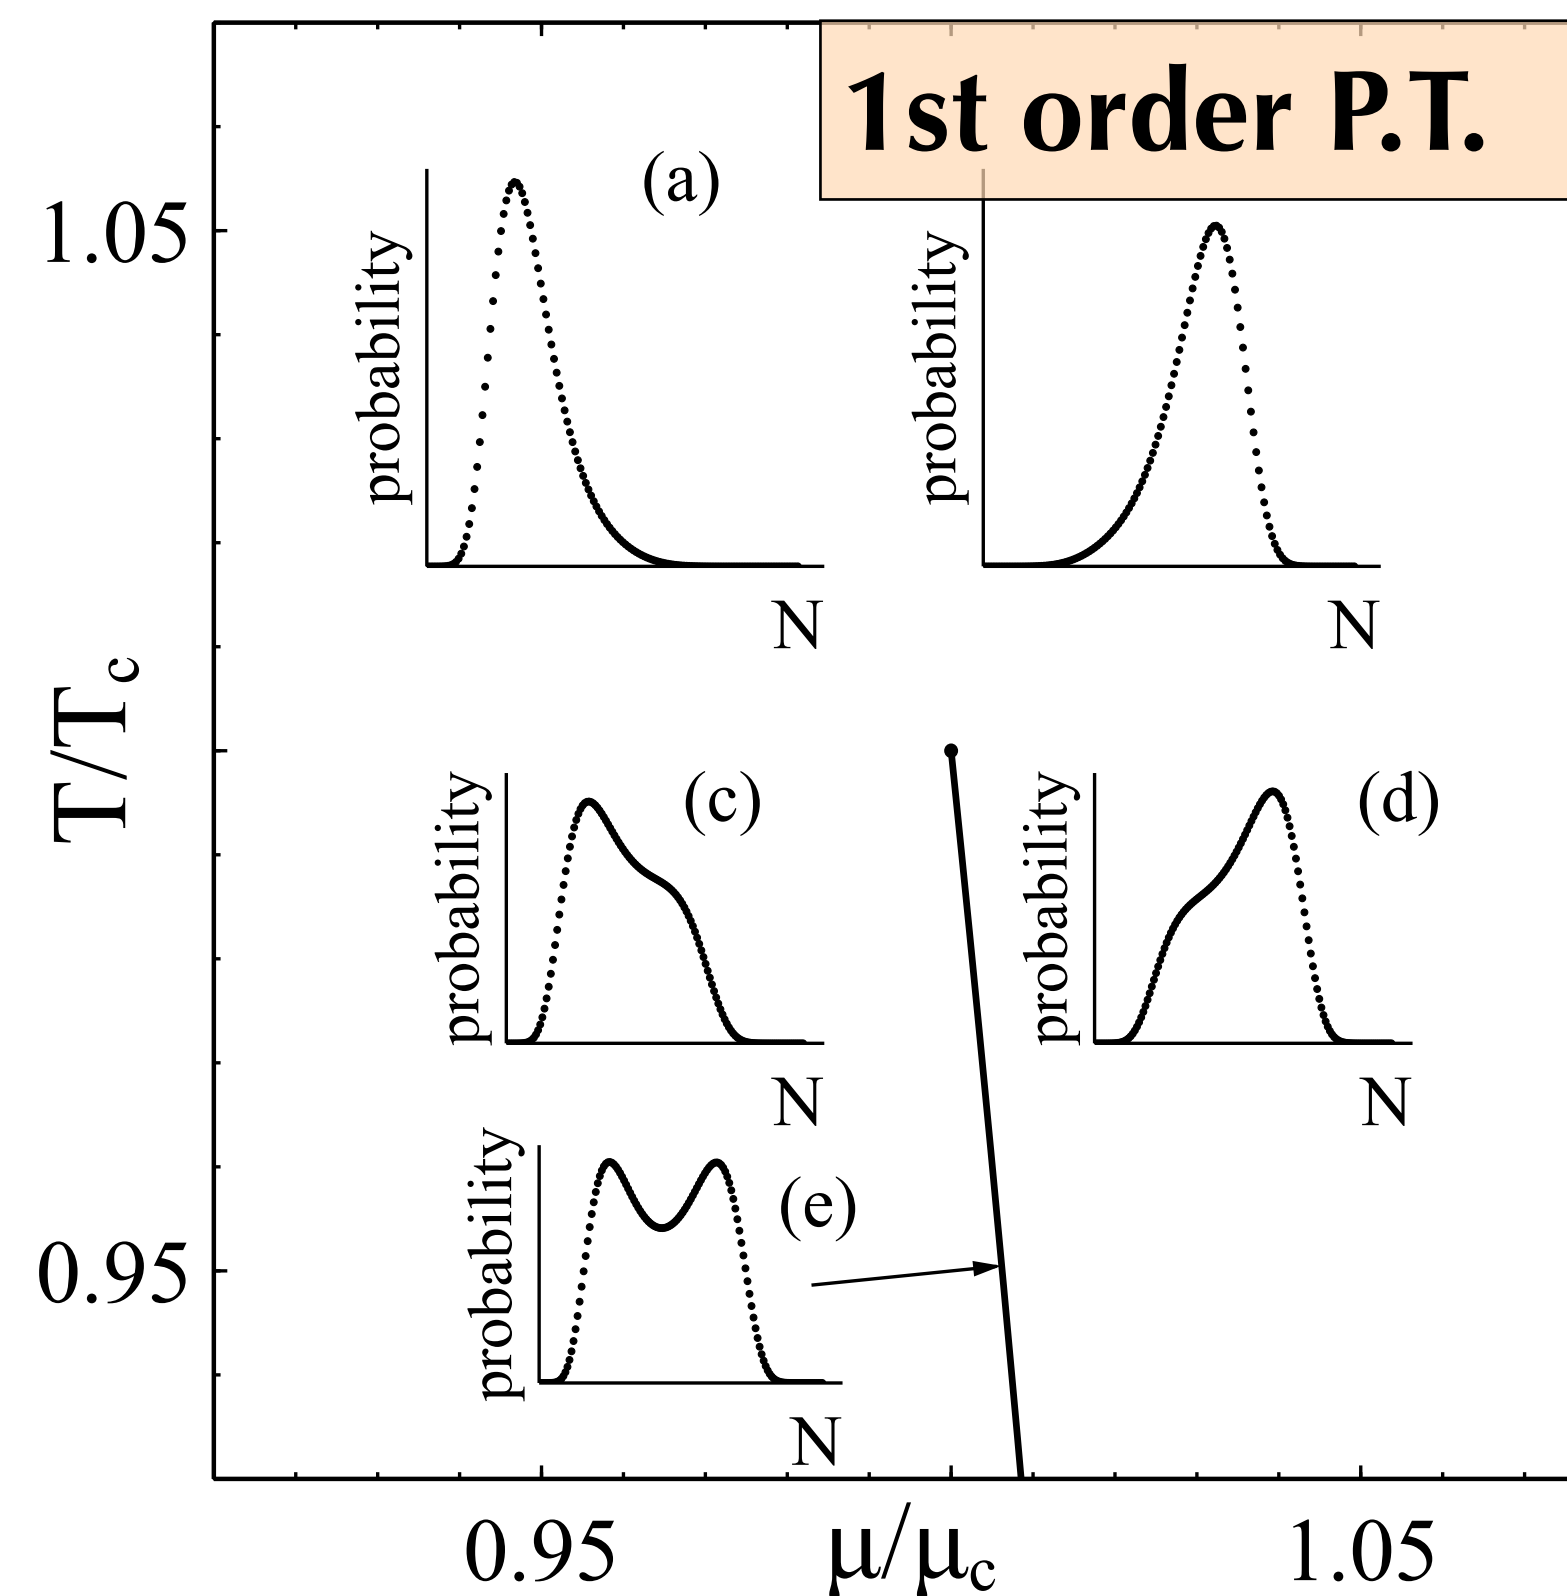 1st order P.T.
(a)
1.05
probability
probability
N
N
T/Tc
(c)
(d)
probability
probability
N
N
(e)
probability
0.95
N
0.95
μ/μc
1.05